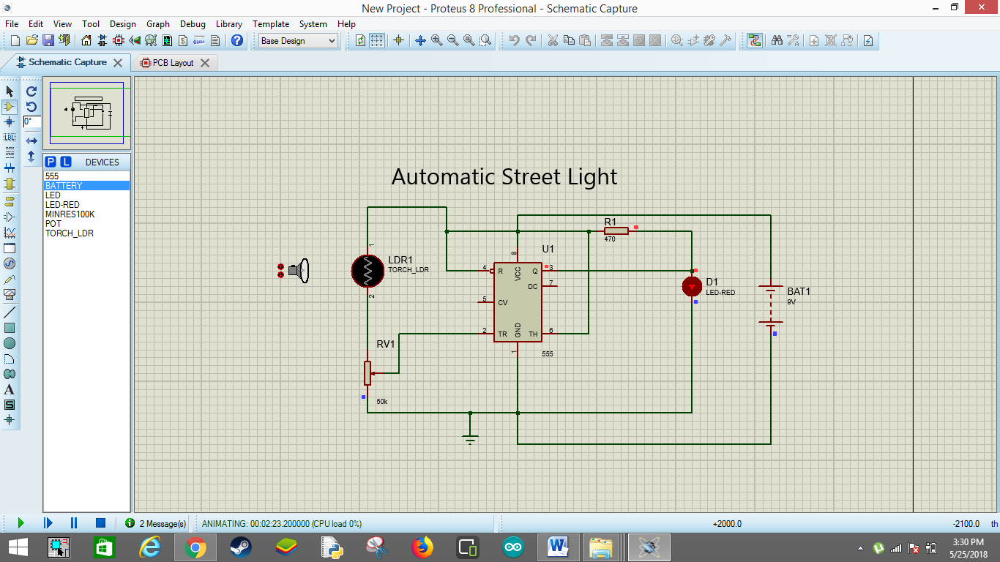 New Project - Proteus 8 Professional - Schematic Capture
File Edit View Tool Design Graph Debug Library Template System Help
Base Design
Schematic Capture
PCB Layout
0°
LBL
P L DEVICES
555
BATTERY
LED
LED-RED
MINRES100K
POT
TORCH_LDR
A
S
Automatic Street Light
LDR1
TORCH_LDR
1
2
RV1
50k
U1
555
4 R
5 CV
2 TR
8 VCC
GND 1
Q 3
DC 7
TH 6
R1
470
D1
LED-RED
BAT1
9V
2 Message(s)
ANIMATING: 00:02:23.200000 (CPU load 0%)
+2000.0
-2100.0
th
3:30 PM
5/25/2018